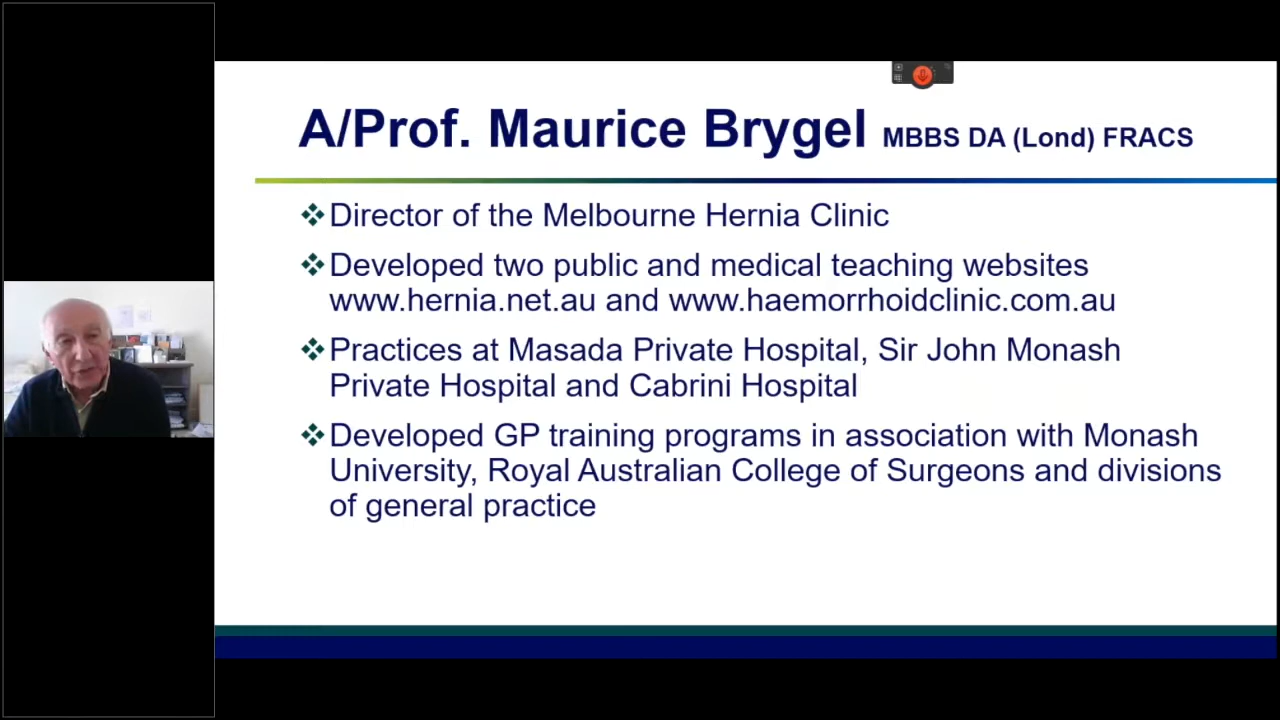 A/Prof. Maurice Brygel MBBS DA (Lond) FRACS
Director of the Melbourne Hernia Clinic
Developed two public and medical teaching websites
www.hernia.net.au and www.haemorrhoidclinic.com.au
Practices at Masada Private Hospital, Sir John Monash
Private Hospital and Cabrini Hospital
Developed GP training programs in association with Monash
University, Royal Australian College of Surgeons and divisions
of general practice